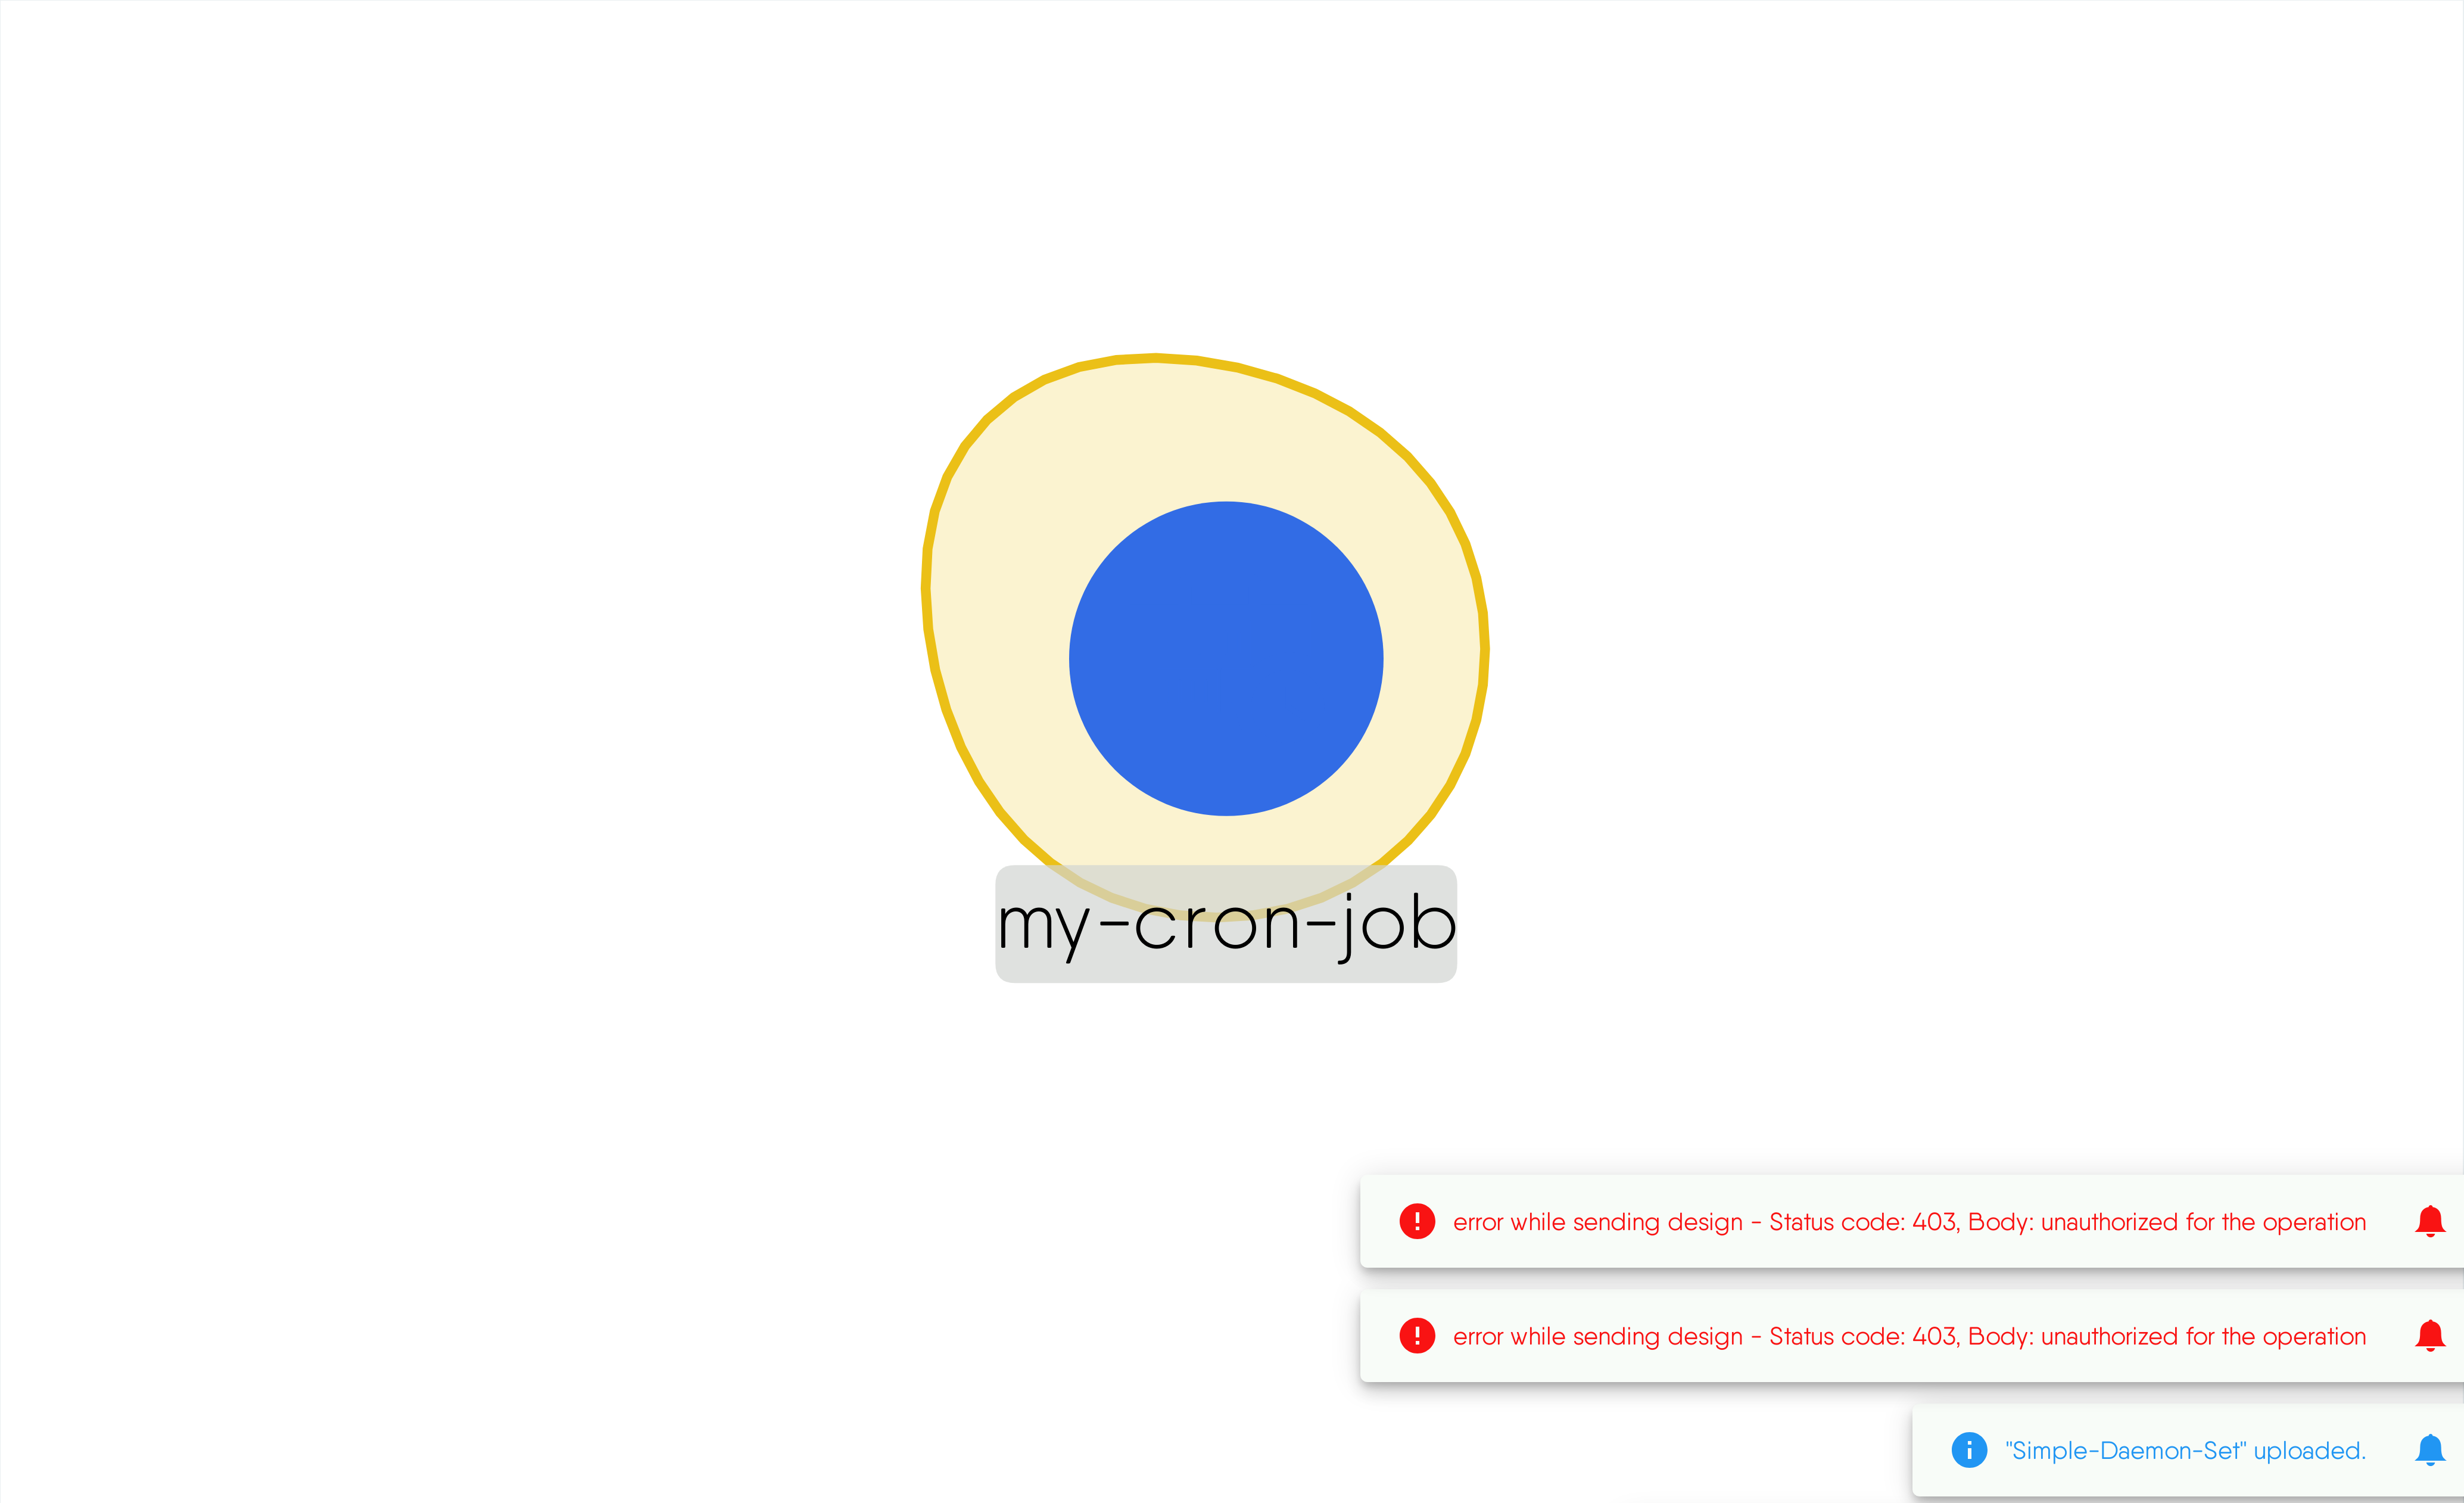 my-cron-job
error while sending design - Status code: 403, Body: unauthorized for the operation
error while sending design - Status code: 403, Body: unauthorized for the operation
"Simple-Daemon-Set" uploaded.